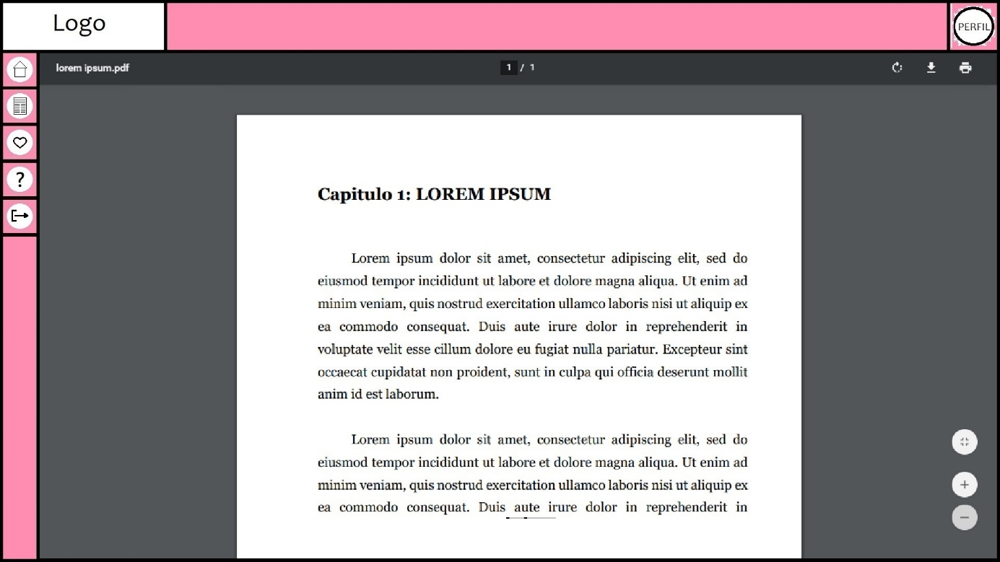 Logo
PERFIL
lorem ipsum.pdf
1 / 1
?
Capitulo 1: LOREM IPSUM
Lorem ipsum dolor sit amet, consectetur adipiscing elit, sed do
eiusmod tempor incididunt ut labore et dolore magna aliqua. Ut enim ad
minim veniam, quis nostrud exercitation ullamco laboris nisi ut aliquip ex
ea commodo consequat. Duis aute irure dolor in reprehenderit in
voluptate velit esse cillum dolore eu fugiat nulla pariatur. Excepteur sint
occaecat cupidatat non proident, sunt in culpa qui officia deserunt mollit
anim id est laborum.
Lorem ipsum dolor sit amet, consectetur adipiscing elit, sed do
eiusmod tempor incididunt ut labore et dolore magna aliqua. Ut enim ad
minim veniam, quis nostrud exercitation ullamco laboris nisi ut aliquip ex
ea commodo consequat. Duis aute irure dolor in reprehenderit in